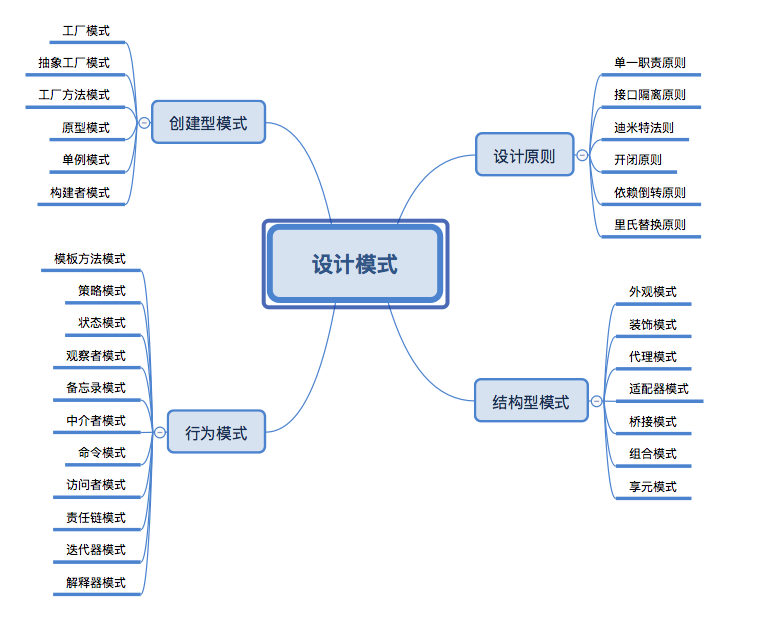 设计模式
创建型模式
工厂模式
抽象工厂模式
工厂方法模式
原型模式
单例模式
构建者模式
行为模式
模板方法模式
策略模式
状态模式
观察者模式
备忘录模式
中介者模式
命令模式
访问者模式
责任链模式
迭代器模式
解释器模式
设计原则
单一职责原则
接口隔离原则
迪米特法则
开闭原则
依赖倒转原则
里氏替换原则
结构型模式
外观模式
装饰模式
代理模式
适配器模式
桥接模式
组合模式
享元模式